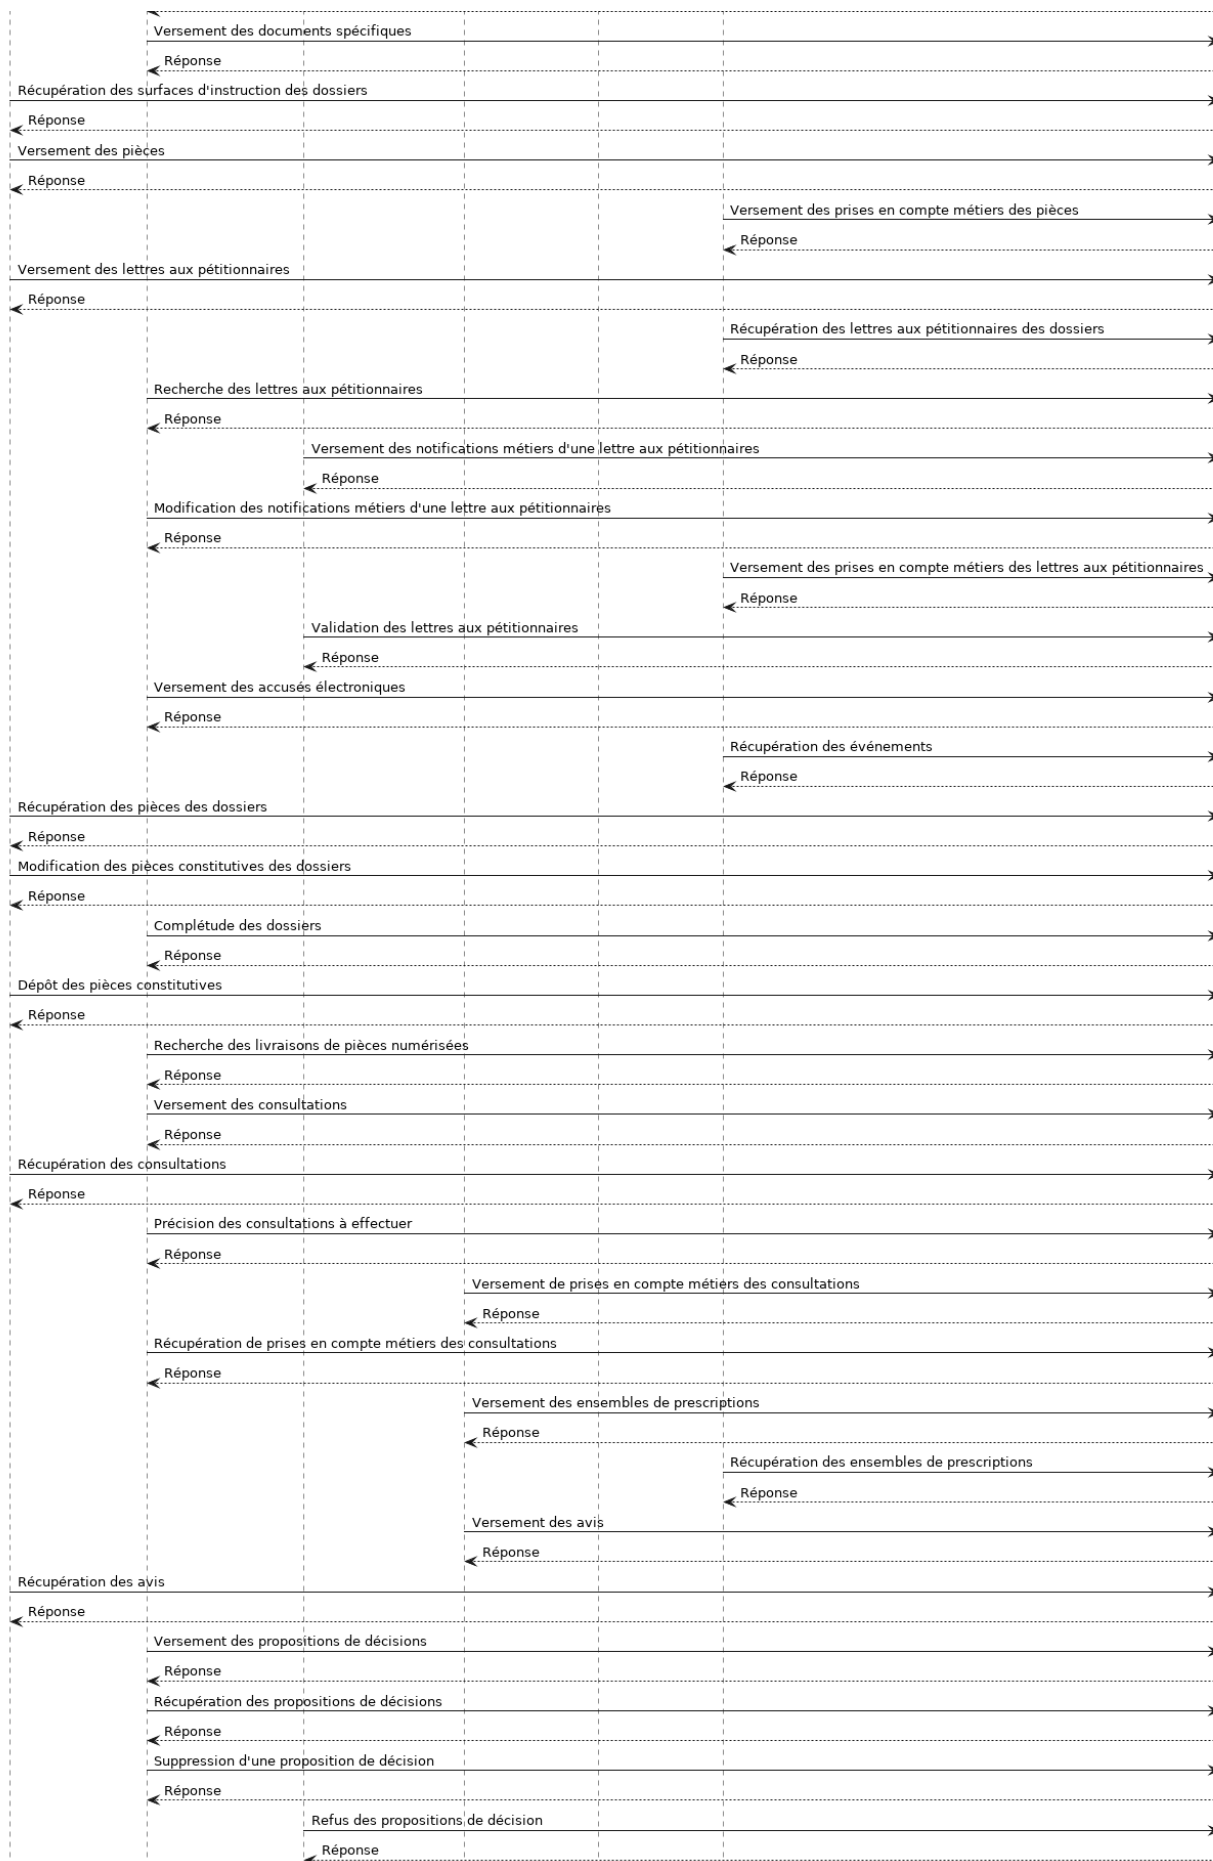 Versement des documents spécifiques
Réponse
Récupération des surfaces d'instruction des dossiers
Réponse
Versement des pièces
Réponse
Versement des prises en compte métiers des pièces
Réponse
Versement des lettres aux pétitionnaires
Réponse
Récupération des lettres aux pétitionnaires des dossiers
Réponse
Recherche des lettres aux pétitionnaires
Réponse
Versement des notifications métiers d'une lettre aux pétitionnaires
Réponse
Modification des notifications métiers d'une lettre aux pétitionnaires
Réponse
Versement des prises en compte métiers des lettres aux pétitionnaires
Réponse
Validation des lettres aux pétitionnaires
Réponse
Versement des accusés électroniques
Réponse
Récupération des événements
Réponse
Récupération des pièces des dossiers
Réponse
Modification des pièces constitutives des dossiers
Réponse
Complétude des dossiers
Réponse
Dépôt des pièces constitutives
Réponse
Recherche des livraisons de pièces numérisées
Réponse
Versement des consultations
Réponse
Récupération des consultations
Réponse
Précision des consultations à effectuer
Réponse
Versement de prises en compte métiers des consultations
Réponse
Récupération de prises en compte métiers des consultations
Réponse
Versement des ensembles de prescriptions
Réponse
Récupération des ensembles de prescriptions
Réponse
Versement des avis
Réponse
Récupération des avis
Réponse
Versement des propositions de décisions
Réponse
Récupération des propositions de décisions
Réponse
Suppression d'une proposition de décision
Réponse
Refus des propositions de décision
Réponse